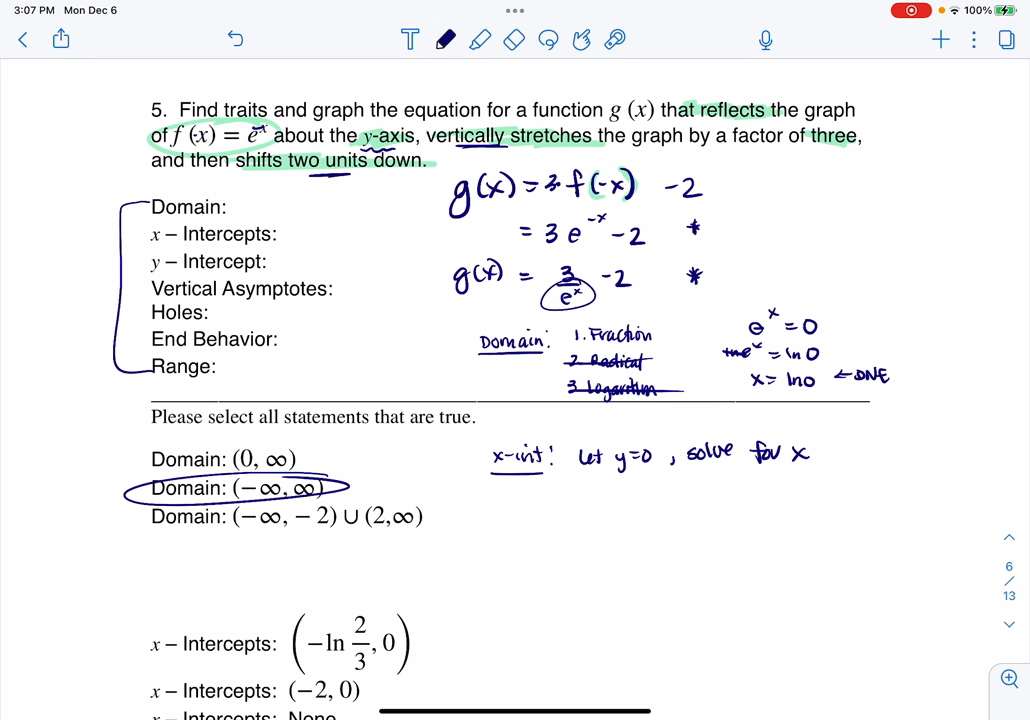 3:07 PM Mon Dec 6
100%
5. Find traits and graph the equation for a function g (x) that reflects the graph
of f (x) = e^x about the y-axis, vertically stretches the graph by a factor of three,
and then shifts two units down.
g(x) = 3 f(-x) -2
Domain:
x – Intercepts:
= 3 e^-x -2 *
y – Intercept:
g(x) = 3/e^x -2 *
Vertical Asymptotes:
Holes:
e^x = 0
End Behavior:
Domain: 1. Fraction
2. Radical
ln e^x = ln 0
Range:
3. Logarithm
x = ln 0 ← DNE
Please select all statements that are true.
x-int: Let y=0, solve for x
Domain: (0, ∞)
Domain: (−∞, ∞)
Domain: (−∞, − 2) ∪ (2,∞)
6
/
13
x – Intercepts: (−ln 2/3, 0)
x – Intercepts: (−2, 0)
x – Intercepts: None